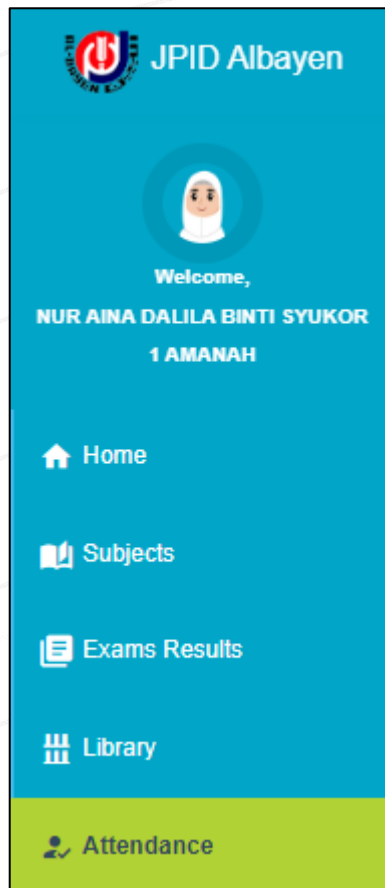 JPID Albayen
Welcome,
NUR AINA DALILA BINTI SYUKOR
1 AMANAH
Home
Subjects
Exams Results
Library
Attendance